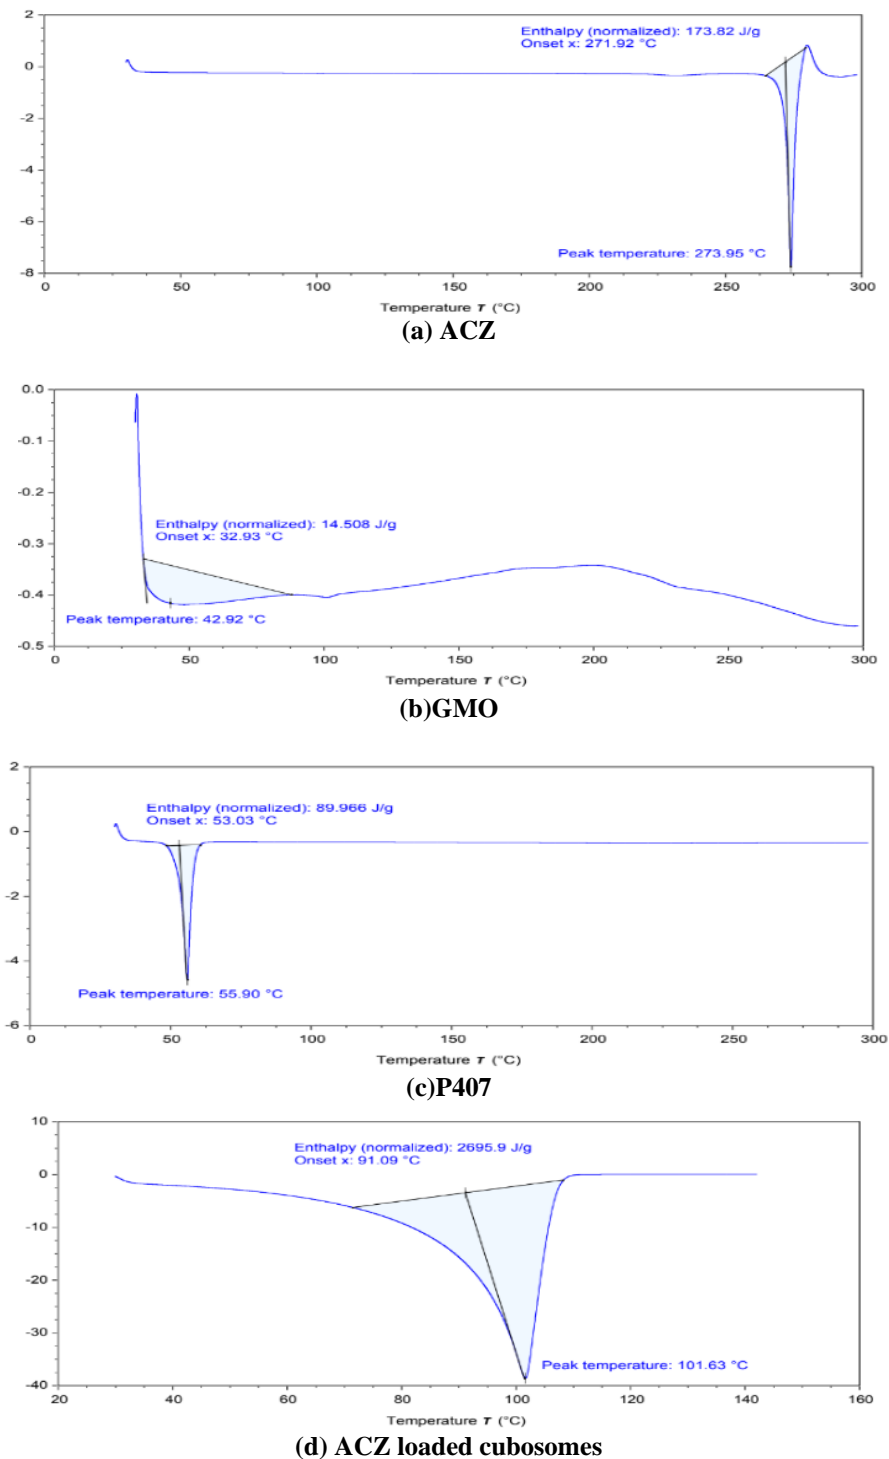 2
Enthalpy (normalized): 173.82 J/g
Onset x: 271.92 °C
0
-2
-4
-6
Peak temperature: 273.95 °C
-8
0 50 100 150 200 250 300
Temperature T (°C)
(a) ACZ
0.0
-0.1
-0.2
Enthalpy (normalized): 14.508 J/g
Onset x: 32.93 °C
-0.3
-0.4
Peak temperature: 42.92 °C
-0.5
0 50 100 150 200 250 300
Temperature T (°C)
(b)GMO
2
Enthalpy (normalized): 89.966 J/g
Onset x: 53.03 °C
0
-2
-4
Peak temperature: 55.90 °C
-6
0 50 100 150 200 250 300
Temperature T (°C)
(c)P407
10
Enthalpy (normalized): 2695.9 J/g
Onset x: 91.09 °C
0
-10
-20
-30
Peak temperature: 101.63 °C
-40
20 40 60 80 100 120 140 160
Temperature T (°C)
(d) ACZ loaded cubosomes